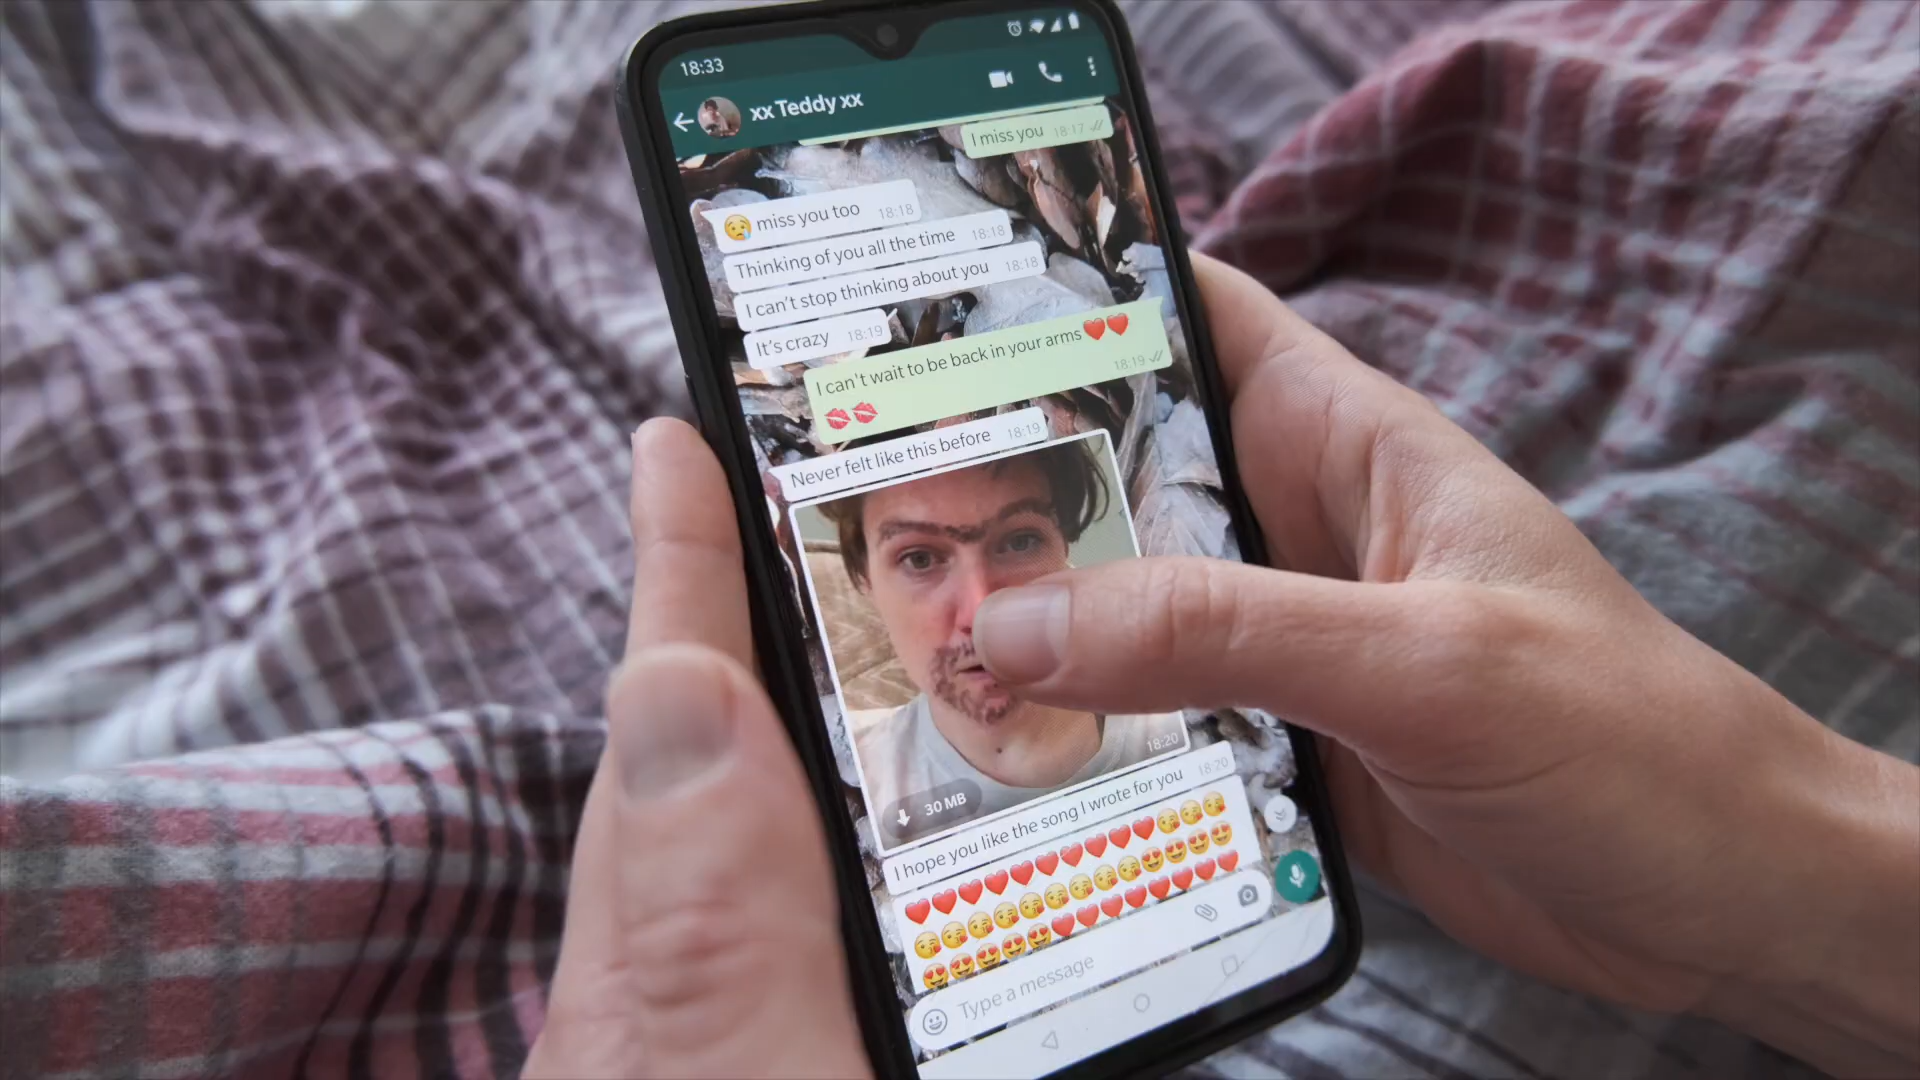 18:33
xx Teddy xx
I miss you 18:17
😢 miss you too 18:18
Thinking of you all the time 18:18
I can't stop thinking about you 18:18
It's crazy 18:19
I can't wait to be back in your arms❤️❤️
💋💋 18:19
Never felt like this before 18:19
18:20
30 MB
I hope you like the song I wrote for you 18:20
❤️❤️❤️❤️❤️❤️❤️❤️❤️❤️😘😘😘
😘😘😘😘😘😘😘😘😘😍😍😍😍
😍😍😍😍😍❤️❤️❤️❤️❤️❤️❤️❤️
Type a message